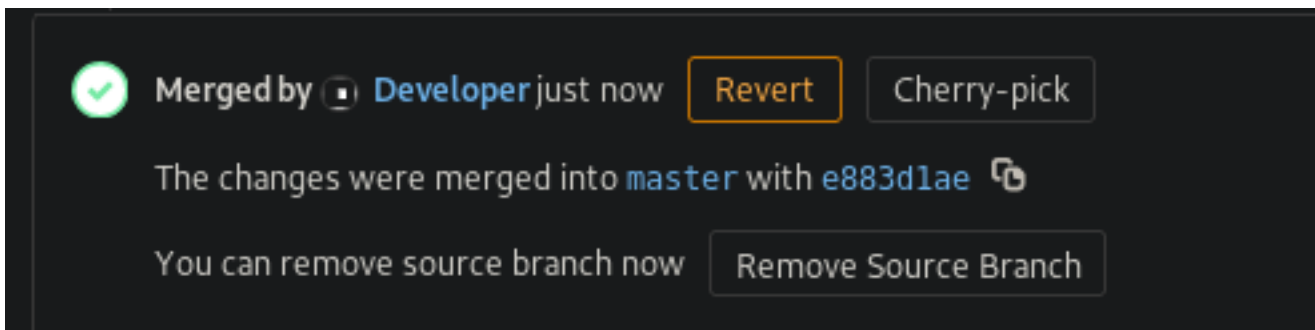 Merged by Developer just now Revert Cherry-pick
The changes were merged into master with e883d1ae
You can remove source branch now Remove Source Branch